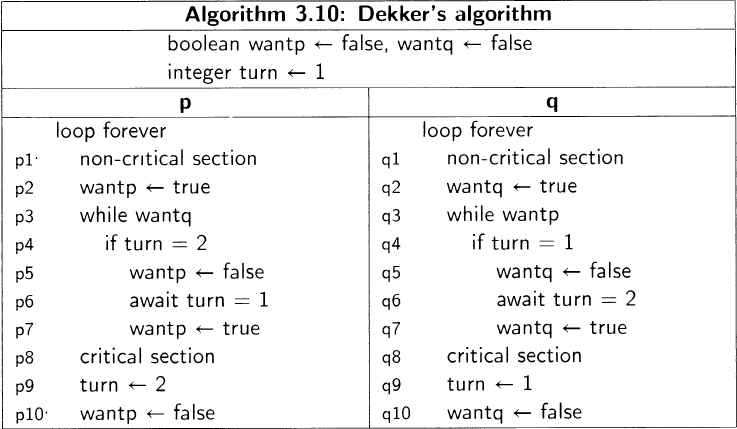 Algorithm 3.10: Dekker's algorithm
boolean wantp ← false, wantq ← false
integer turn ← 1
p
q
loop forever
p1· non-critical section
p2 wantp ← true
p3 while wantq
p4 if turn = 2
p5 wantp ← false
p6 await turn = 1
p7 wantp ← true
p8 critical section
p9 turn ← 2
p10· wantp ← false
loop forever
q1 non-critical section
q2 wantq ← true
q3 while wantp
q4 if turn = 1
q5 wantq ← false
q6 await turn = 2
q7 wantq ← true
q8 critical section
q9 turn ← 1
q10 wantq ← false